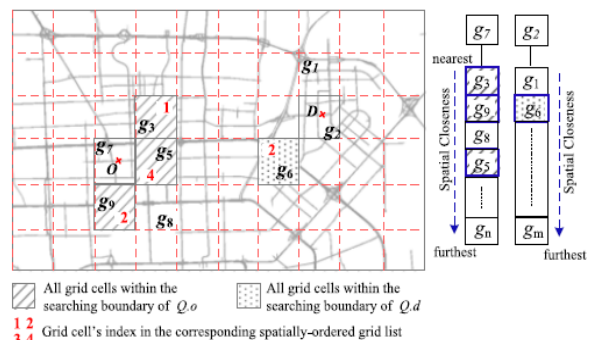 g1
1
D
g2
g3
g7
O
g5
4
2
g6
g9
2
g8
g7
nearest
g3
g9
g8
g5
gn
furthest
Spatial Closeness
g2
g1
g6
gm
furthest
Spatial Closeness
All grid cells within the
searching boundary of Q.o
All grid cells within the
searching boundary of Q.d
1 2
3 4
Grid cell's index in the corresponding spatially-ordered grid list